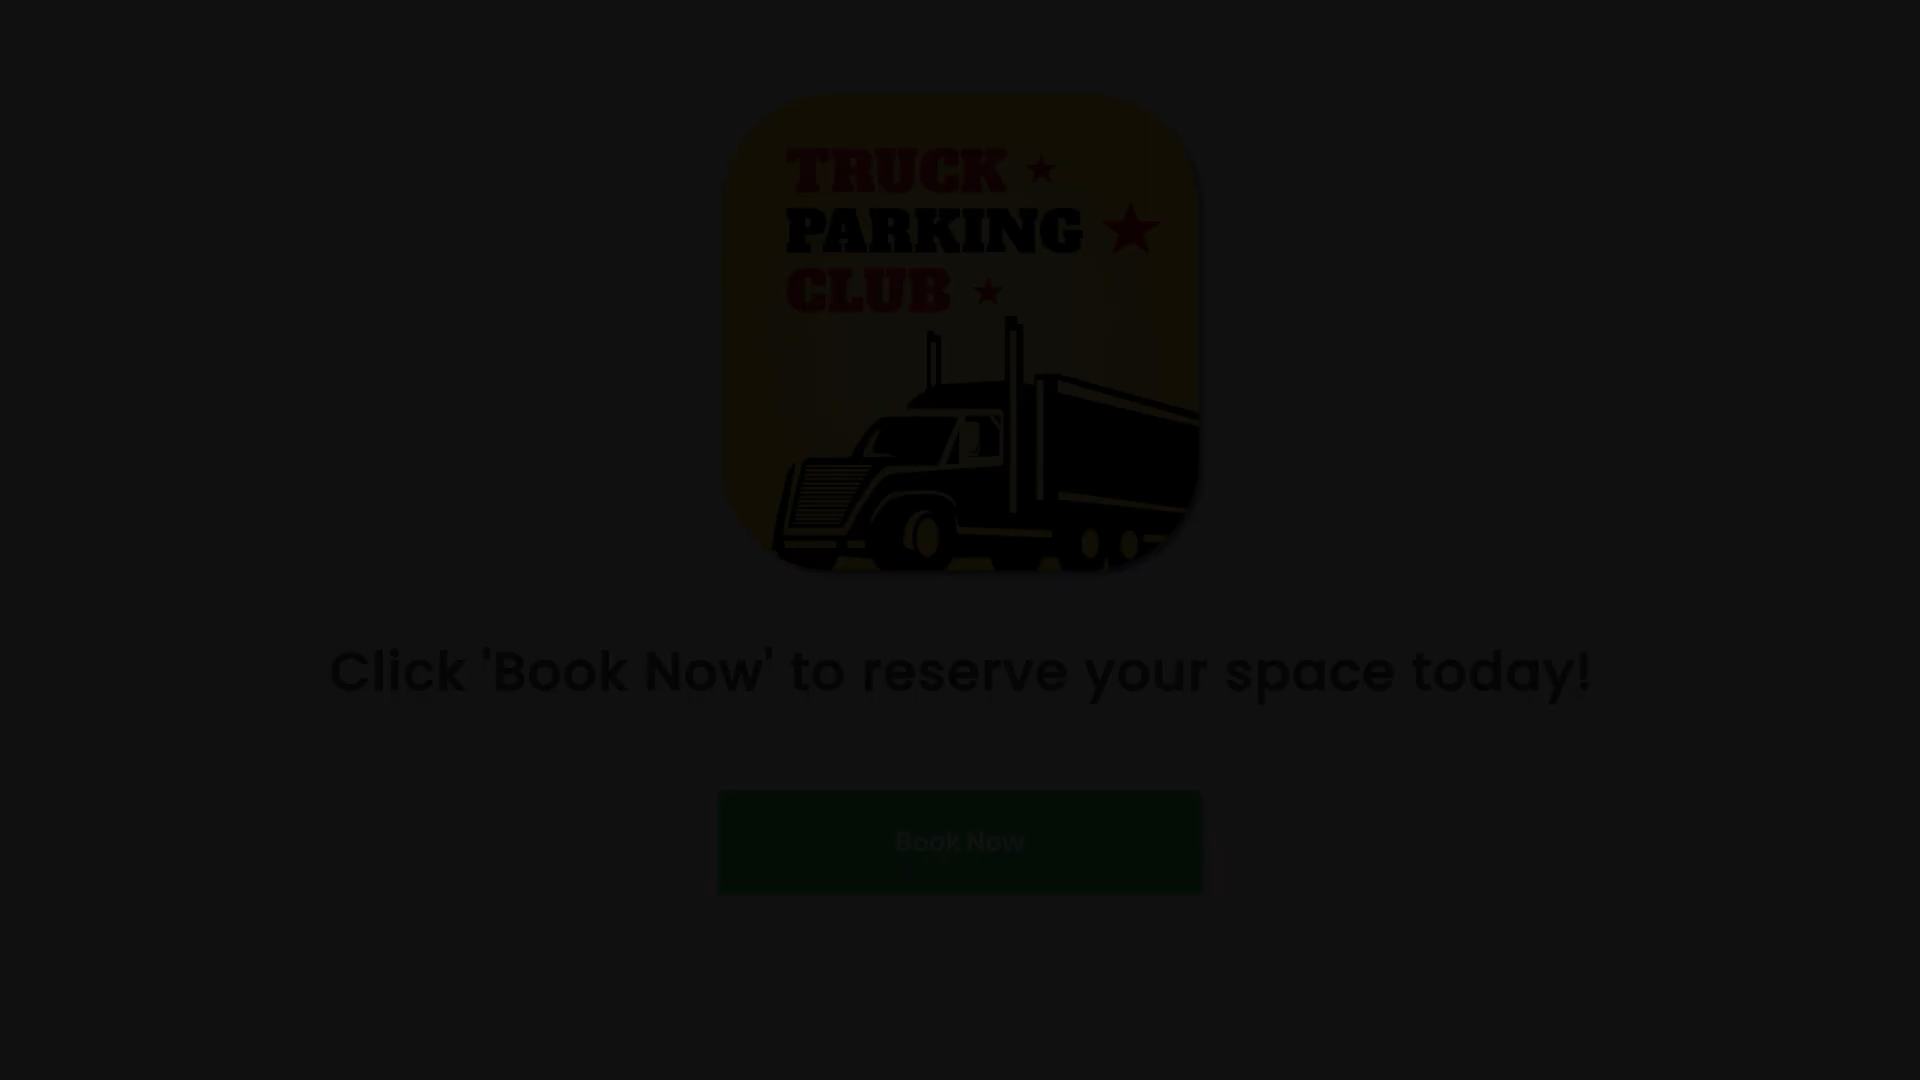 TRUCK
PARKING
CLUB
Click 'Book Now' to reserve your space today!
Book Now